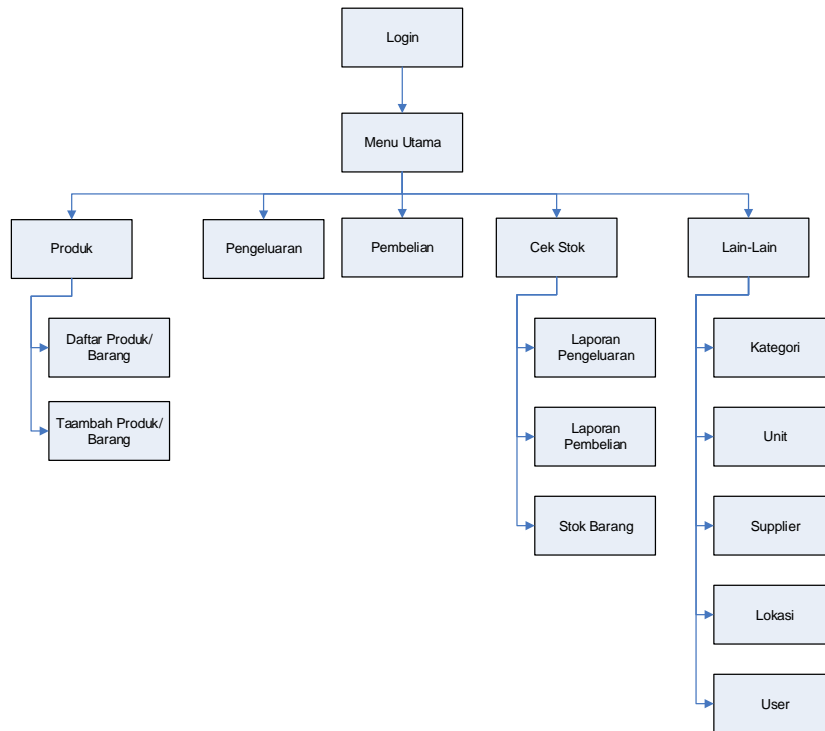 Login
Menu Utama
Produk
Pengeluaran
Pembelian
Cek Stok
Lain-Lain
Daftar Produk/
Barang
Taambah Produk/
Barang
Laporan
Pengeluaran
Laporan
Pembelian
Stok Barang
Kategori
Unit
Supplier
Lokasi
User